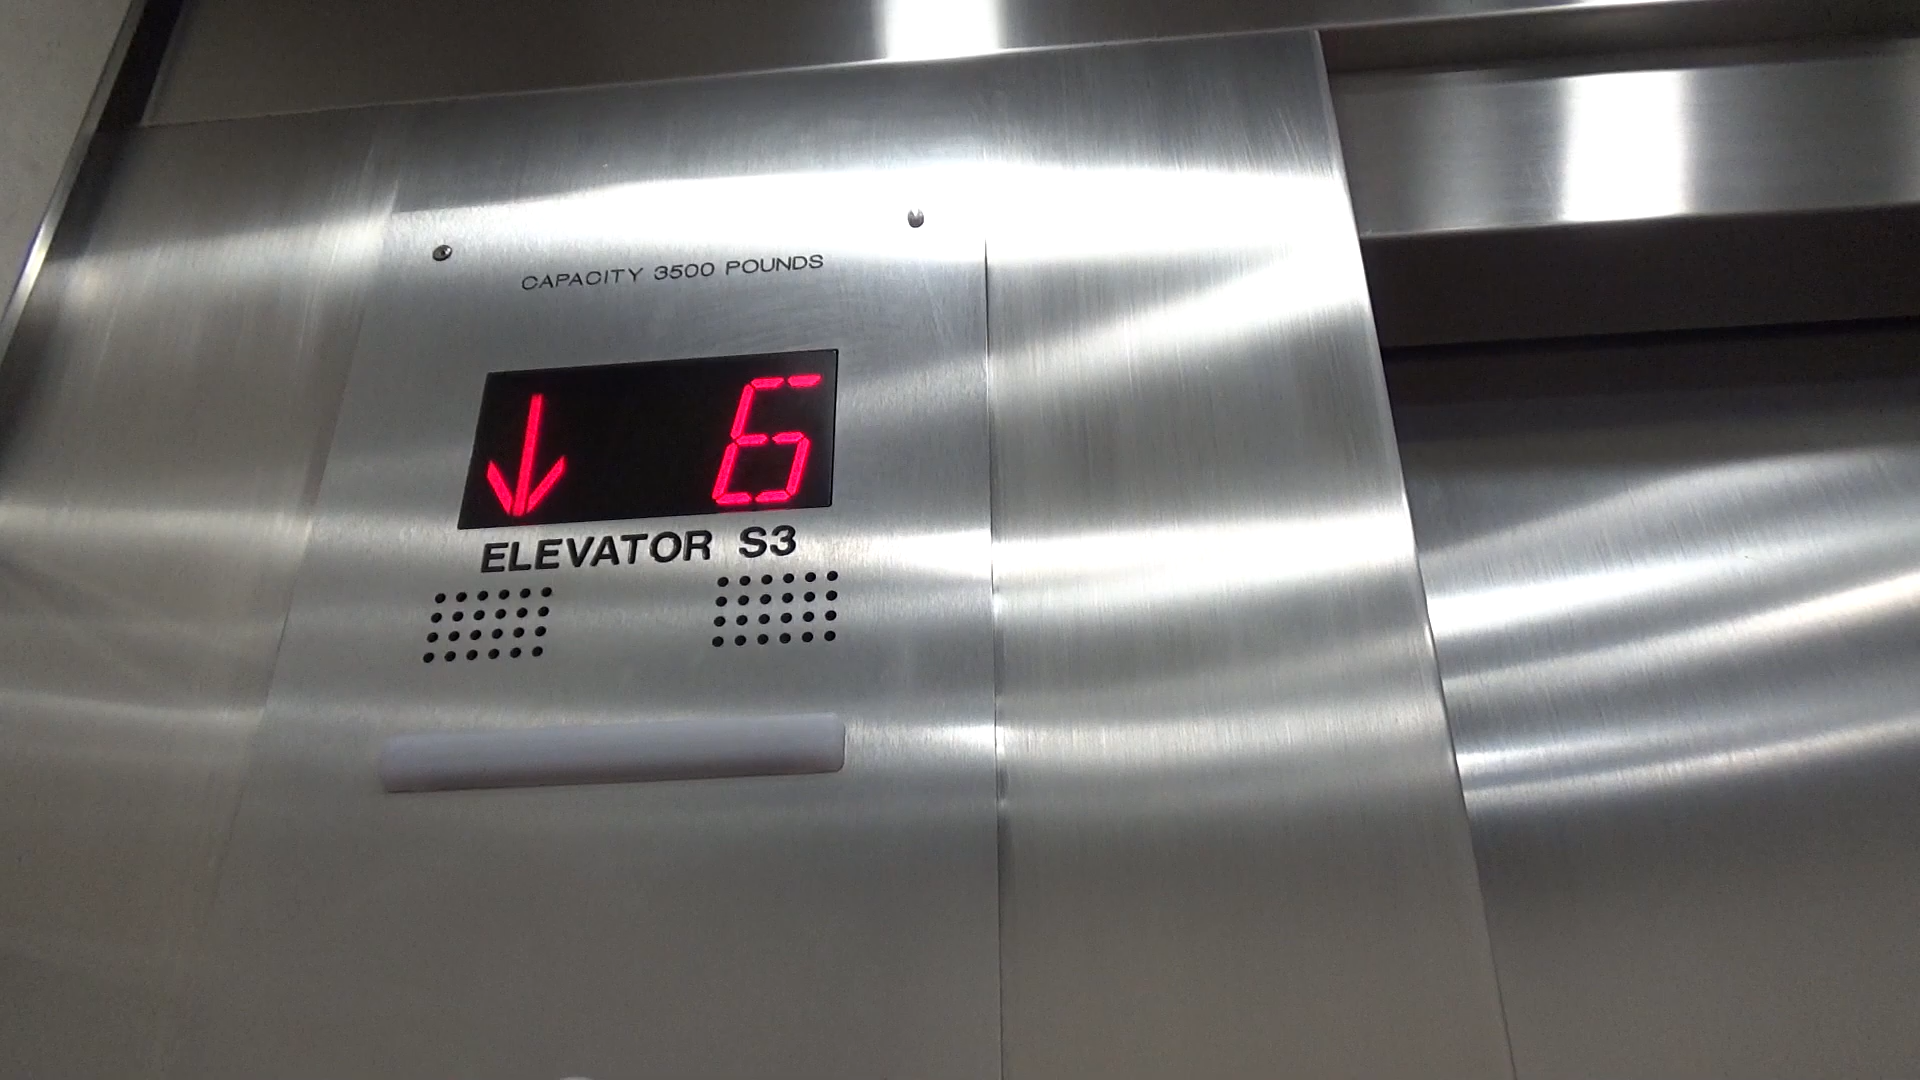 CAPACITY 3500 POUNDS
↓ 6
ELEVATOR S3